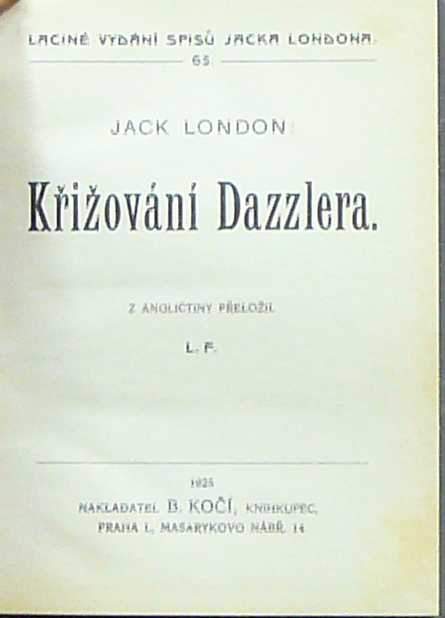 LACINÉ VYDÁNÍ SPISŮ JACKA LONDONA.
65.
JACK LONDON:
Křižování Dazzlera.
Z ANGLIČTINY PŘELOŽIL
L. F.
1925
NAKLADATEL B. KOČÍ, KNIHKUPEC,
PRAHA I., MASARYKOVO NÁBŘ. 14